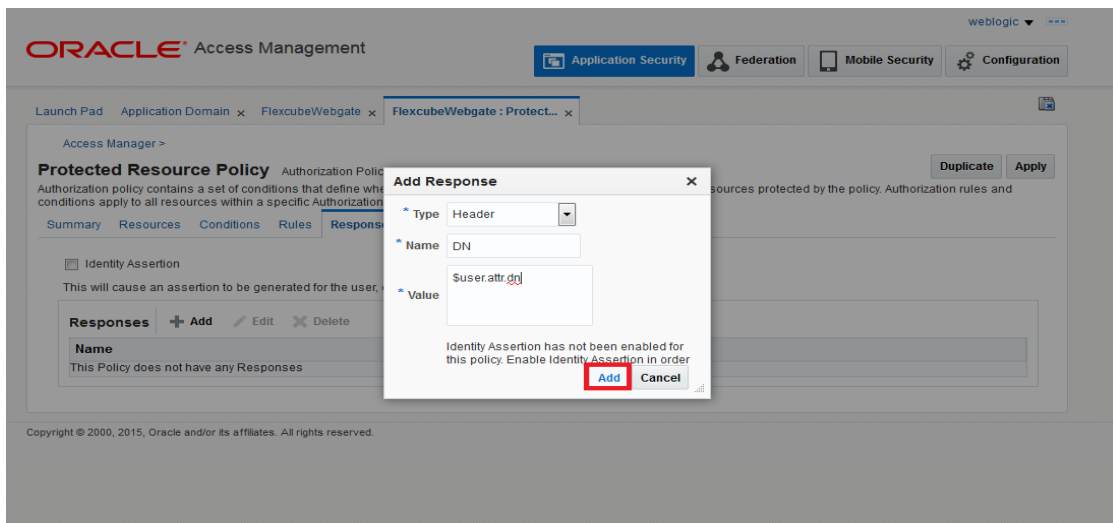 weblogic
ORACLE Access Management
Application Security
Federation
Mobile Security
Configuration
Launch Pad
Application Domain
FlexcubeWebgate
FlexcubeWebgate : Protect...
Access Manager >
Protected Resource Policy Authorization Polic
Duplicate
Apply
Authorization policy contains a set of conditions that define whe
sources protected by the policy. Authorization rules and
conditions apply to all resources within a specific Authorization
Summary
Resources
Conditions
Rules
Respons
Identity Assertion
This will cause an assertion to be generated for the user,
Responses
Add
Edit
Delete
Name
This Policy does not have any Responses
Add Response
* Type Header
* Name DN
* Value $user.attr.dn
Identity Assertion has not been enabled for
this policy. Enable Identity Assertion in order
Add
Cancel
Copyright © 2000, 2015, Oracle and/or its affiliates. All rights reserved.